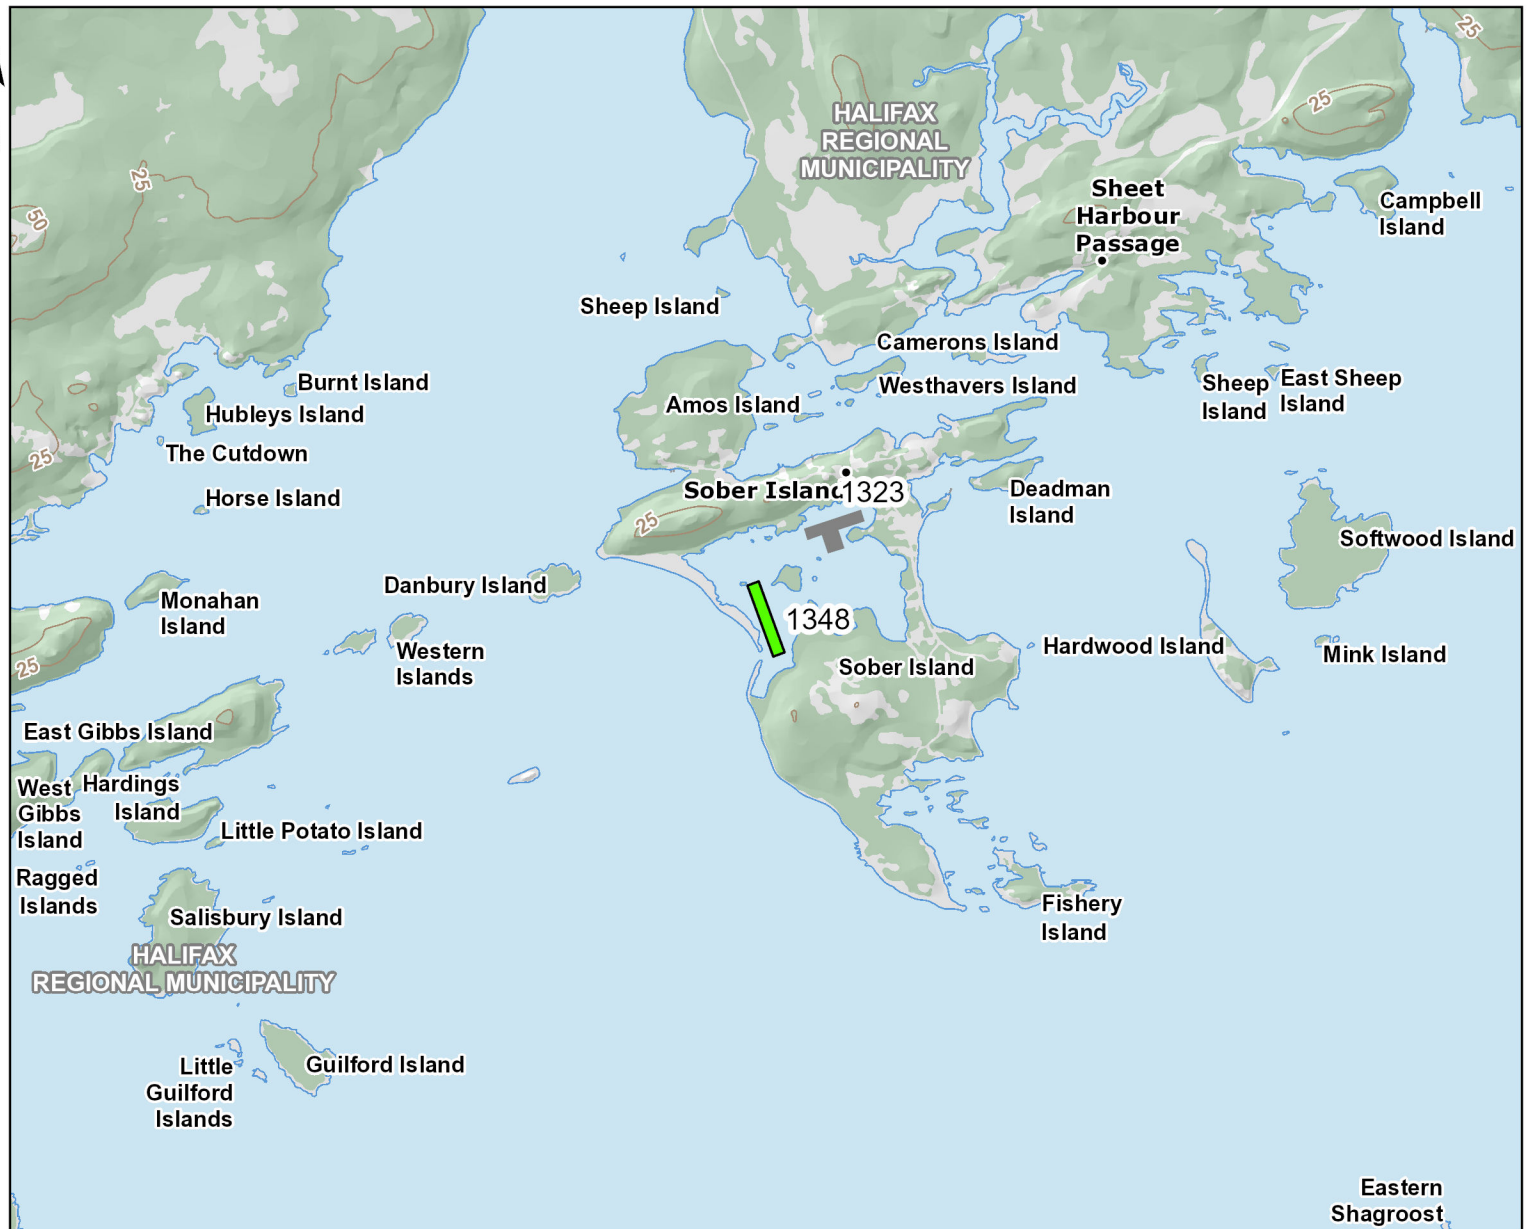 25
HALIFAX
REGIONAL
MUNICIPALITY
25
25
50
Sheet
Harbour
Passage
Campbell
Island
Sheep Island
Camerons Island
Westhavers Island
Burnt Island
Hubleys Island
Amos Island
Sheep
Island
East Sheep
Island
The Cutdown
25
Horse Island
Sober Island
1323
25
Deadman
Island
Softwood Island
Danbury Island
Monahan
Island
1348
Western
Islands
Sober Island
Hardwood Island
Mink Island
25
East Gibbs Island
West
Gibbs
Island
Hardings
Island
Little Potato Island
Ragged
Islands
Salisbury Island
Fishery
Island
HALIFAX
REGIONAL MUNICIPALITY
Little
Guilford
Islands
Guilford Island
Eastern
Shagroost